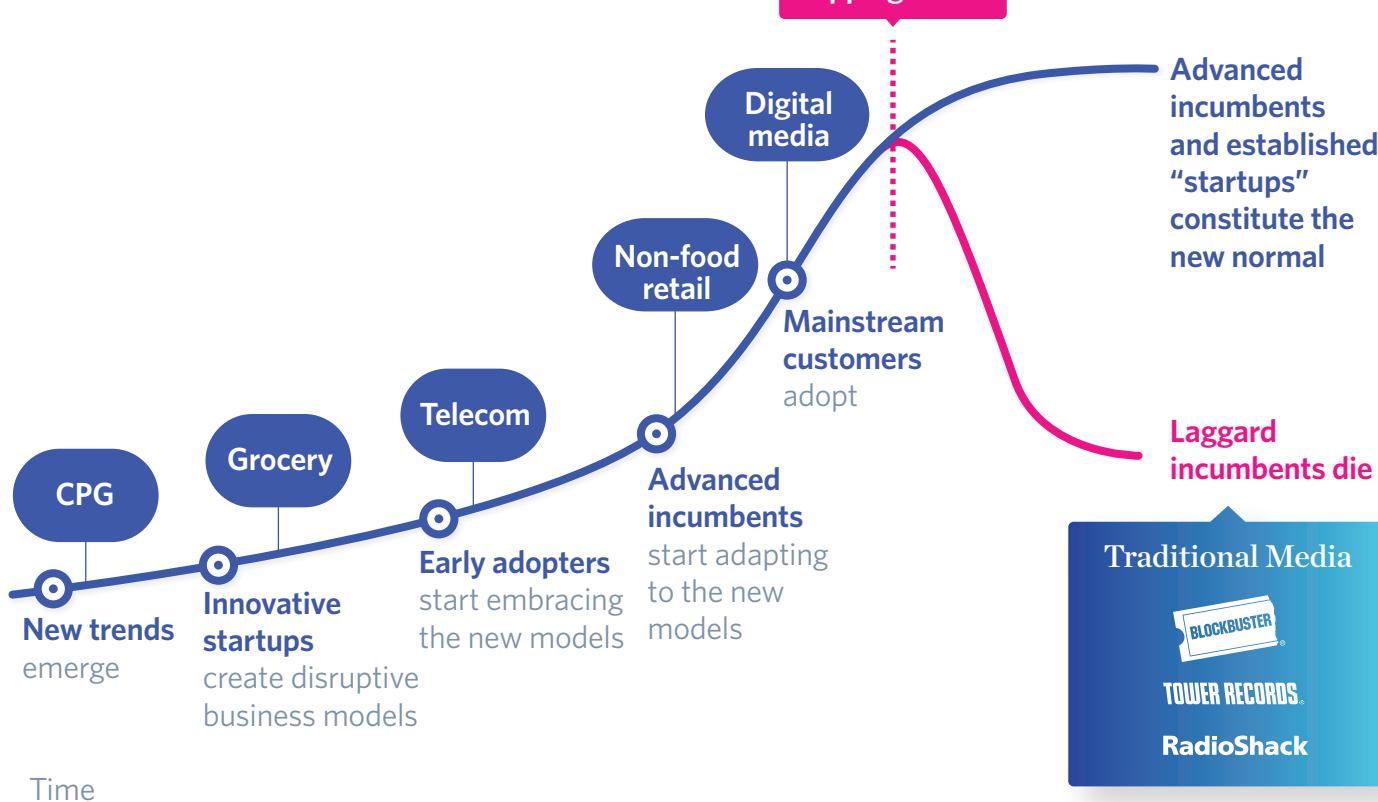 Digital
media
Non-food
retail
Telecom
Grocery
CPG
New trends
emerge
Innovative
startups
create disruptive
business models
Early adopters
start embracing
the new models
Advanced
incumbents
start adapting
to the new
models
Mainstream
customers
adopt
Advanced
incumbents
and established
“startups”
constitute the
new normal
Laggard
incumbents die
Traditional Media
BLOCKBUSTER
TOWER RECORDS
RadioShack
Time